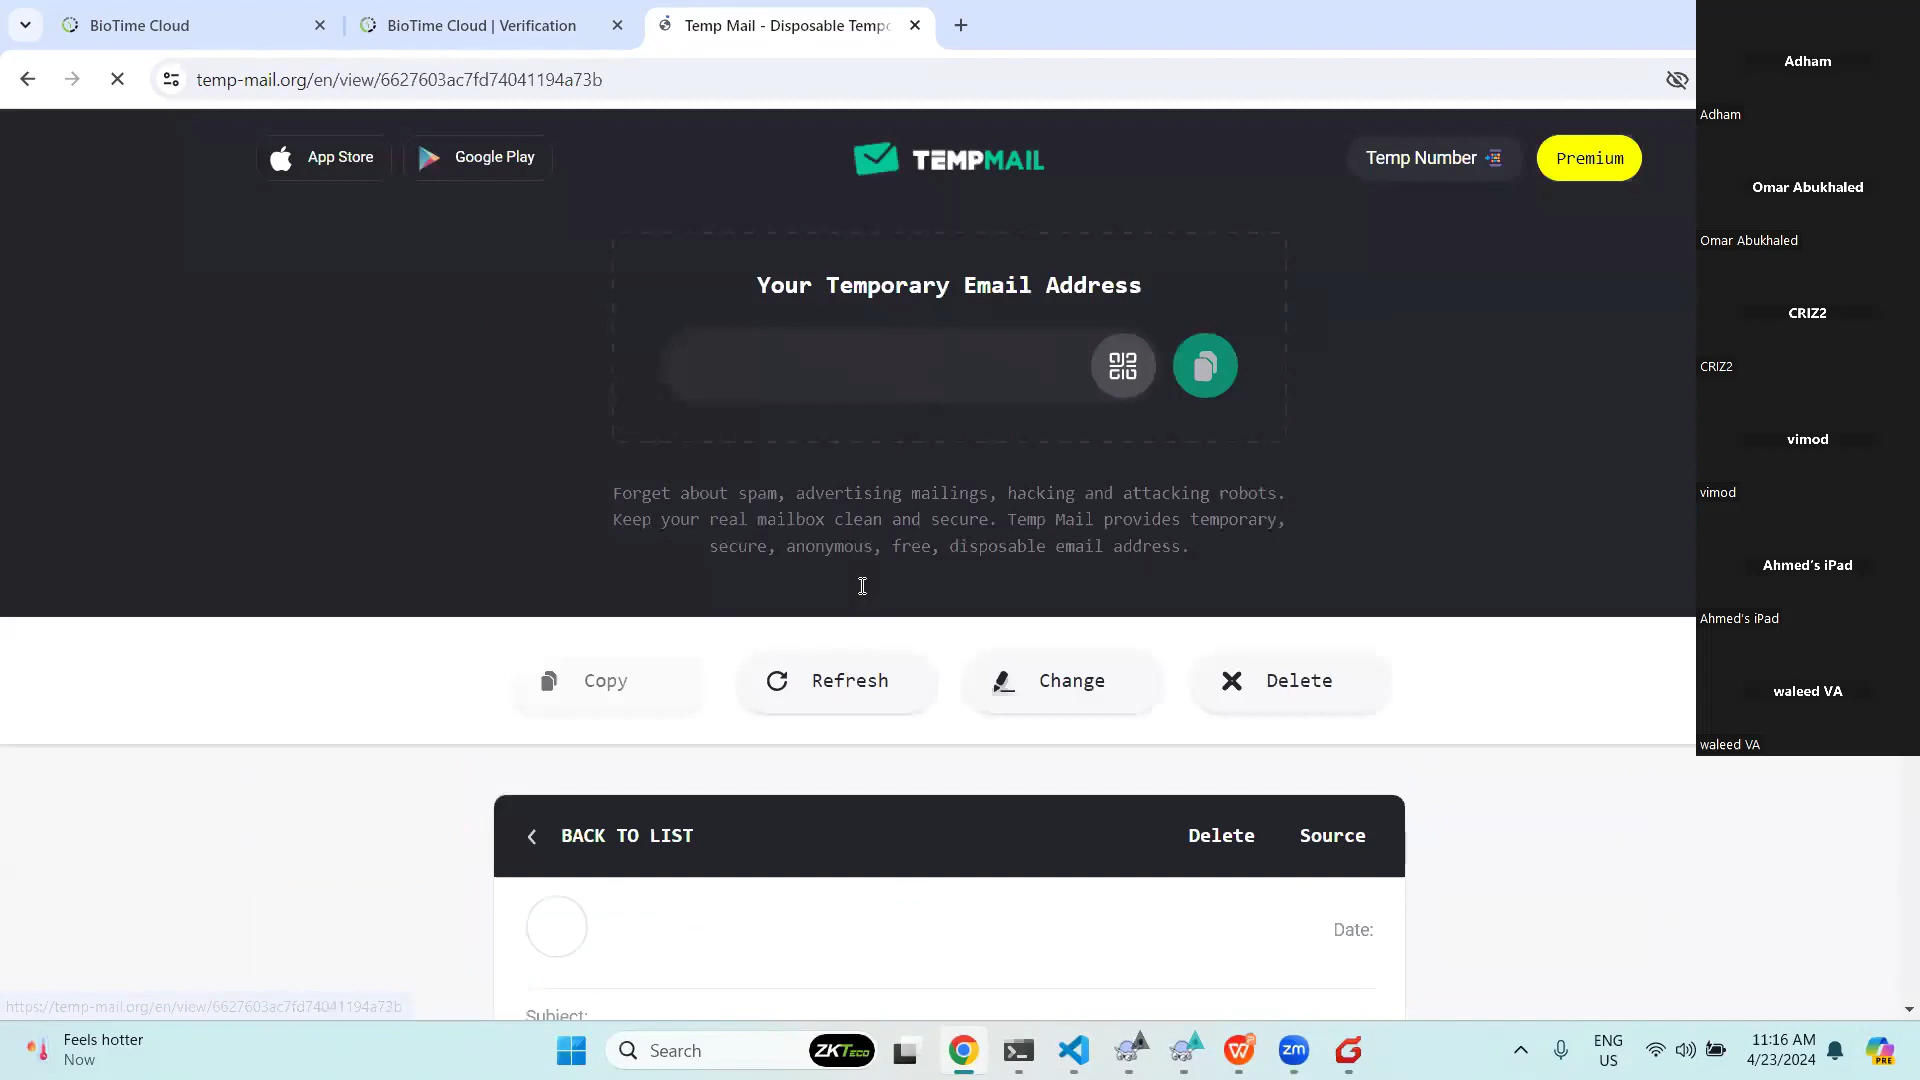 BioTime Cloud
BioTime Cloud | Verification
Temp Mail - Disposable Tempo
temp-mail.org/en/view/6627603ac7fd74041194a73b
App Store
Google Play
TEMPMAIL
Temp Number
Premium
Your Temporary Email Address
Forget about spam, advertising mailings, hacking and attacking robots.
Keep your real mailbox clean and secure. Temp Mail provides temporary,
secure, anonymous, free, disposable email address.
Copy
Refresh
Change
Delete
BACK TO LIST
Delete
Source
Date:
Subject:
https://temp-mail.org/en/view/6627603ac7fd74041194a73b
Adham
Adham
Omar Abukhaled
Omar Abukhaled
CRIZ2
CRIZ2
vimod
vimod
Ahmed's iPad
Ahmed's iPad
waleed VA
waleed VA
Feels hotter
Now
Search
ZKTeco
zm
ENG
US
11:16 AM
4/23/2024
PRE